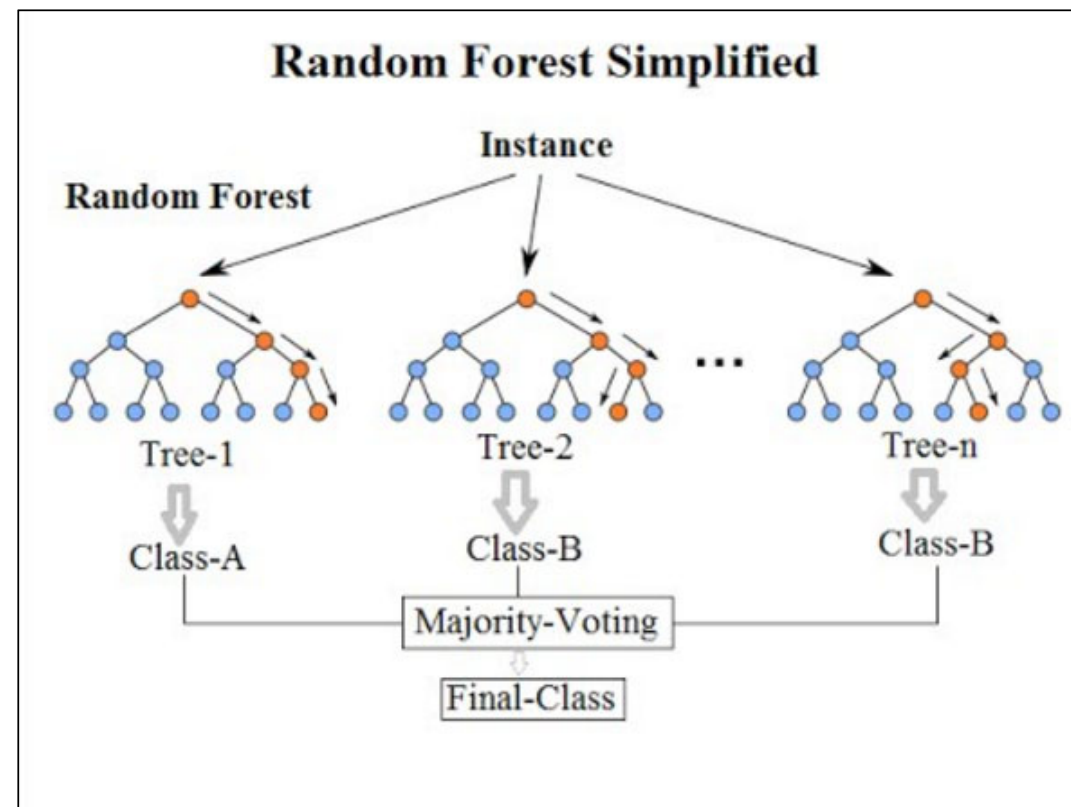 Random Forest Simplified
Instance
Random Forest
...
Tree-1
Tree-2
Tree-n
Class-A
Class-B
Class-B
Majority-Voting
Final-Class